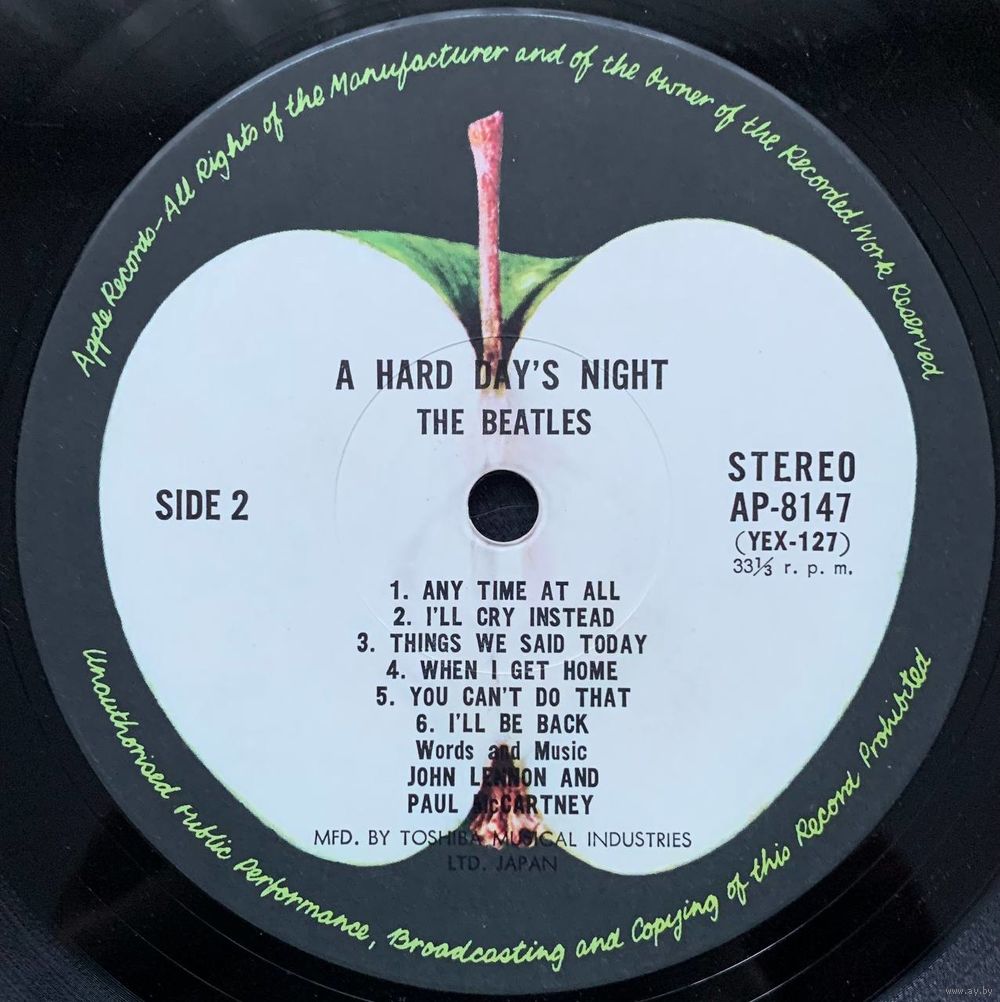 Apple Records-All Rights of the Manufacturer and of the Owner of the Recorded Work Reserved
A HARD DAY'S NIGHT
THE BEATLES
SIDE 2
STEREO
AP-8147
(YEX-127)
33⅓ r. p. m.
1. ANY TIME AT ALL
2. I'LL CRY INSTEAD
3. THINGS WE SAID TODAY
4. WHEN I GET HOME
5. YOU CAN'T DO THAT
6. I'LL BE BACK
Words and Music
JOHN LENNON AND
PAUL McCARTNEY
MFD. BY TOSHIBA MUSICAL INDUSTRIES
LTD. JAPAN
Unauthorised Public Performance, Broadcasting and Copying of this Record Prohibited
www.ay.by